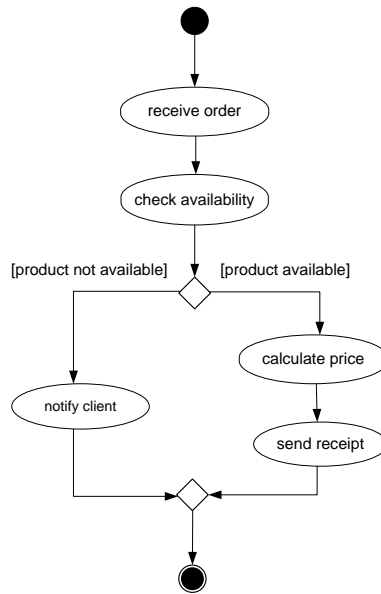 receive order
check availability
[product not available]
[product available]
calculate price
notify client
send receipt